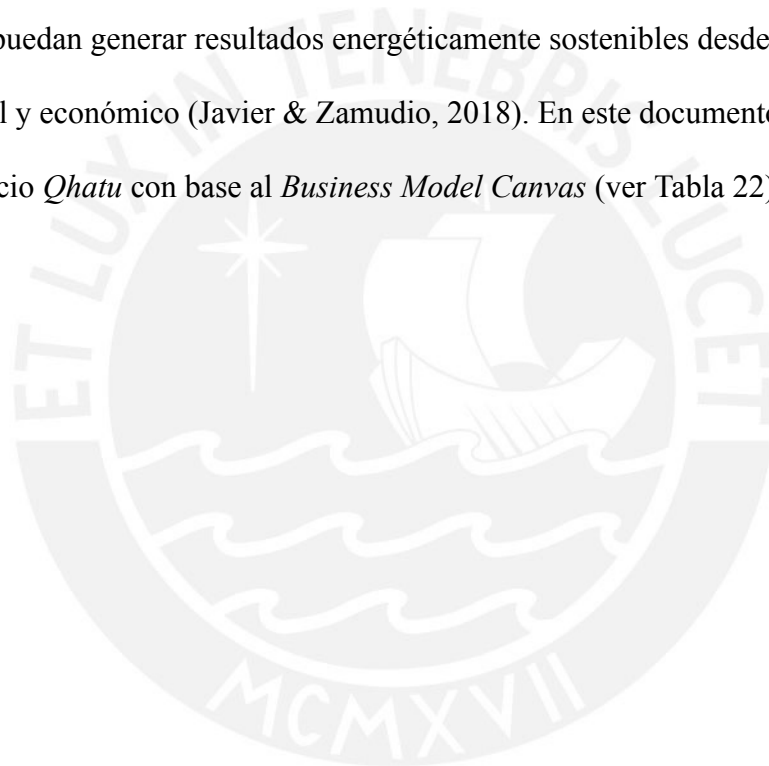 puedan generar resultados energéticamente sostenibles desde
l y económico (Javier & Zamudio, 2018). En este documento
cio Qhatu con base al Business Model Canvas (ver Tabla 22)
ET LUX IN TENEBRIS LUCET
MCMXVII